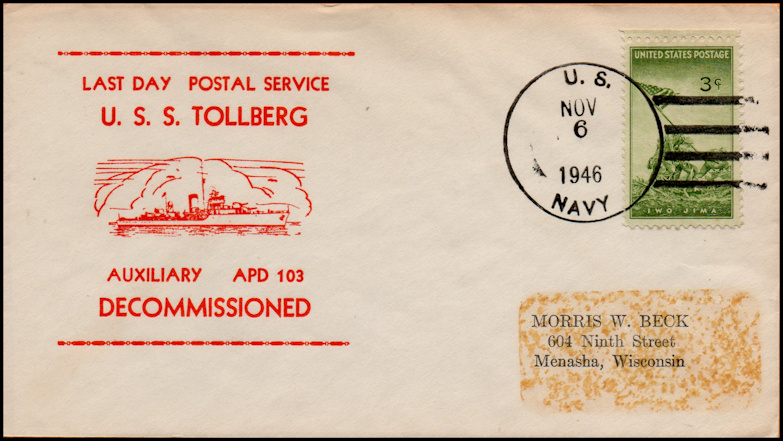 LAST DAY POSTAL SERVICE
U. S. S. TOLLBERG
AUXILIARY APD 103
DECOMMISSIONED
U. S.
NOV
6
1946
NAVY
UNITED STATES POSTAGE
3¢
IWO JIMA
MORRIS W. BECK
604 Ninth Street
Menasha, Wisconsin